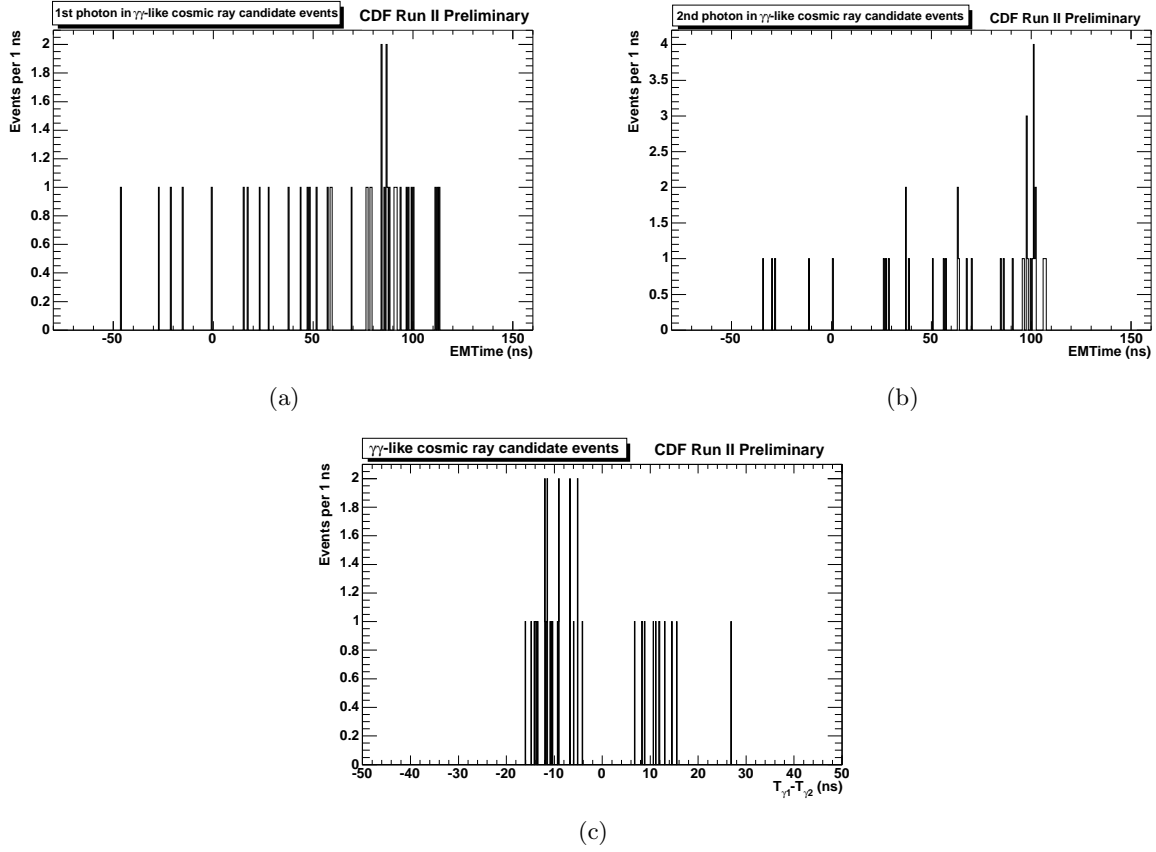 1st photon in γγ-like cosmic ray candidate events
CDF Run II Preliminary
Events per 1 ns
2
1.8
1.6
1.4
1.2
1
0.8
0.6
0.4
0.2
0
-50 0 50 100 150
EMTime (ns)
(a)
2nd photon in γγ-like cosmic ray candidate events
CDF Run II Preliminary
Events per 1 ns
4
3.5
3
2.5
2
1.5
1
0.5
0
-50 0 50 100 150
EMTime (ns)
(b)
γγ-like cosmic ray candidate events
CDF Run II Preliminary
Events per 1 ns
2
1.8
1.6
1.4
1.2
1
0.8
0.6
0.4
0.2
0
-50 -40 -30 -20 -10 0 10 20 30 40 50
Tγ1-Tγ2 (ns)
(c)